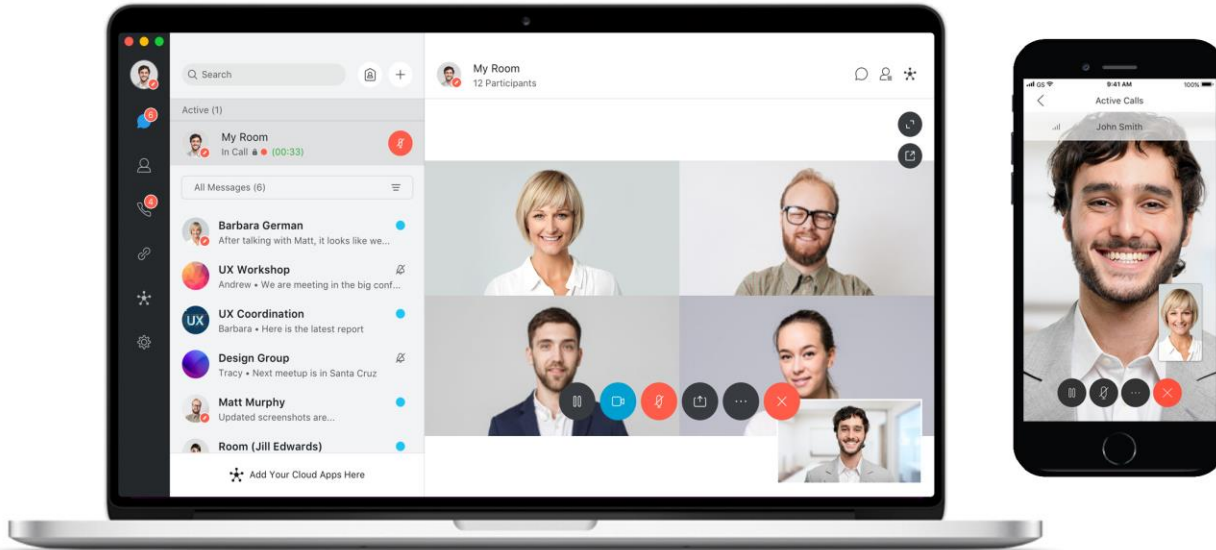 Search
My Room
12 Participants
Active (1)
My Room
In Call (00:33)
All Messages (6)
Barbara German
After talking with Matt, it looks like we...
UX Workshop
Andrew • We are meeting in the big conf...
UX
UX Coordination
Barbara • Here is the latest report
Design Group
Tracy • Next meetup is in Santa Cruz
Matt Murphy
Updated screenshots are...
Room (Jill Edwards)
Add Your Cloud Apps Here
6
4
GS
9:41 AM
100%
Active Calls
John Smith